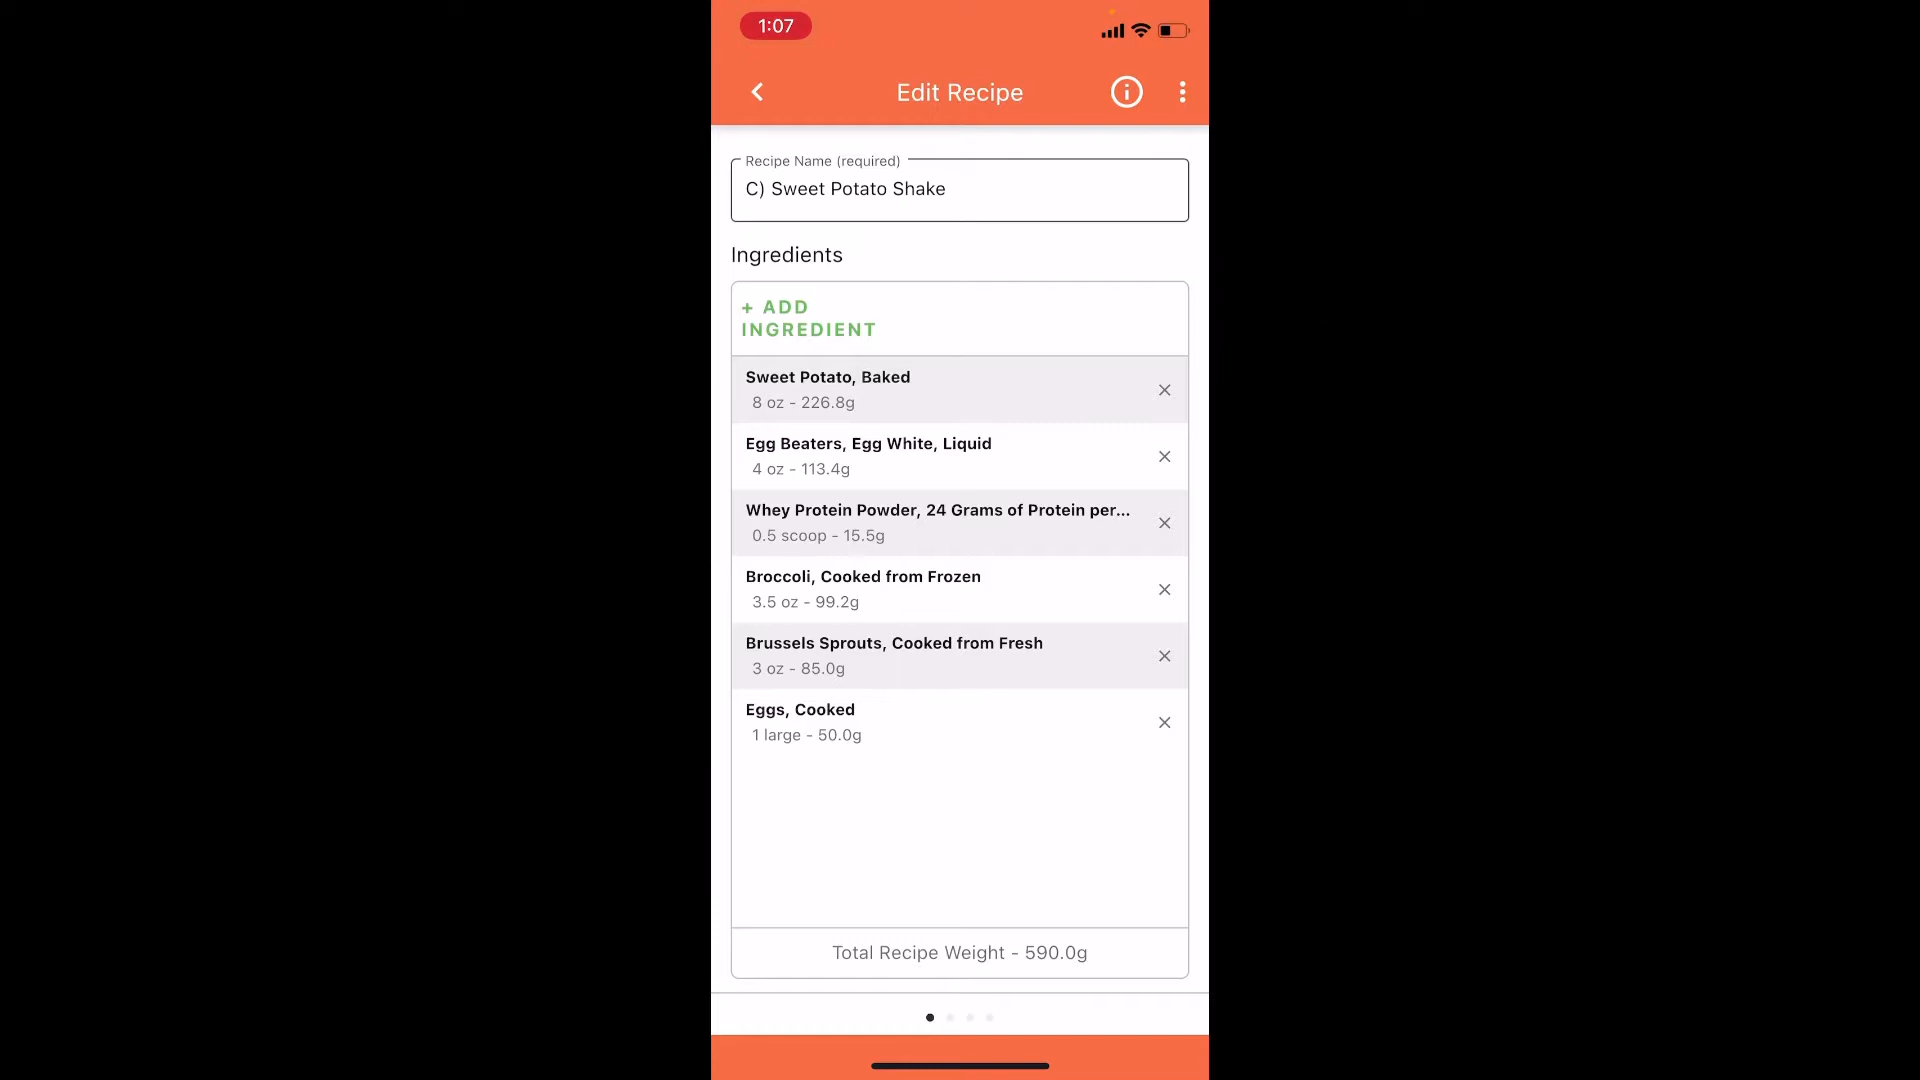 1:07
Edit Recipe
Recipe Name (required)
C) Sweet Potato Shake
Ingredients
+ ADD
INGREDIENT
Sweet Potato, Baked
8 oz - 226.8g
Egg Beaters, Egg White, Liquid
4 oz - 113.4g
Whey Protein Powder, 24 Grams of Protein per...
0.5 scoop - 15.5g
Broccoli, Cooked from Frozen
3.5 oz - 99.2g
Brussels Sprouts, Cooked from Fresh
3 oz - 85.0g
Eggs, Cooked
1 large - 50.0g
Total Recipe Weight - 590.0g